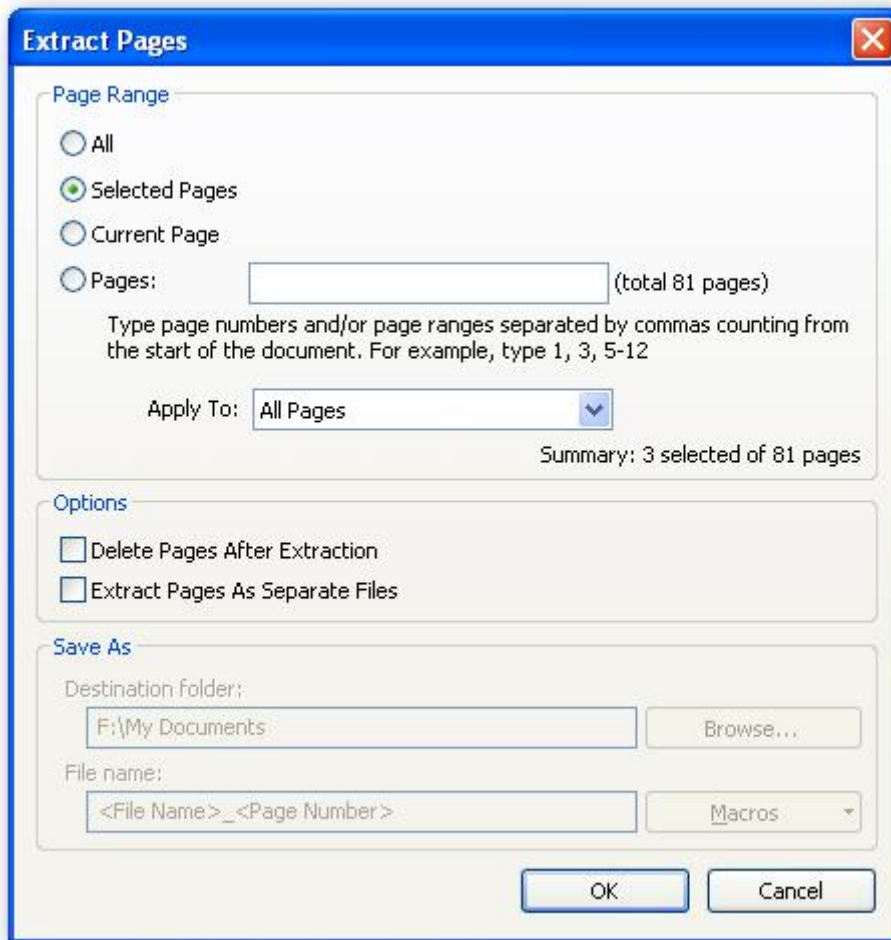 Extract Pages
Page Range
All
Selected Pages
Current Page
Pages: (total 81 pages)
Type page numbers and/or page ranges separated by commas counting from
the start of the document. For example, type 1, 3, 5-12
Apply To: All Pages
Summary: 3 selected of 81 pages
Options
Delete Pages After Extraction
Extract Pages As Separate Files
Save As
Destination folder:
F:\My Documents Browse...
File name:
<File Name>_<Page Number> Macros
OK Cancel